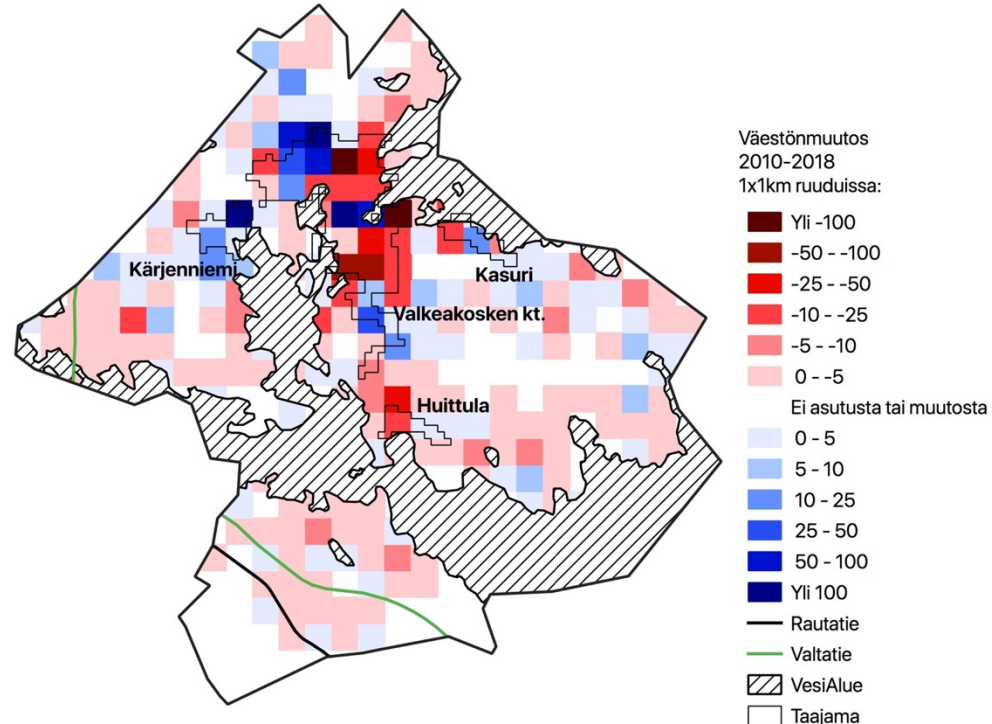 Väestönmuutos
2010-2018
1x1km ruuduissa:
Yli -100
-50 - -100
-25 - -50
-10 - -25
-5 - -10
0 - -5
Ei asutusta tai muutosta
0 - 5
5 - 10
10 - 25
25 - 50
50 - 100
Yli 100
Rautatie
Valtatie
VesiAlue
Taajama
Kärjenniemi
Kasuri
Valkeakosken kt.
Huittula